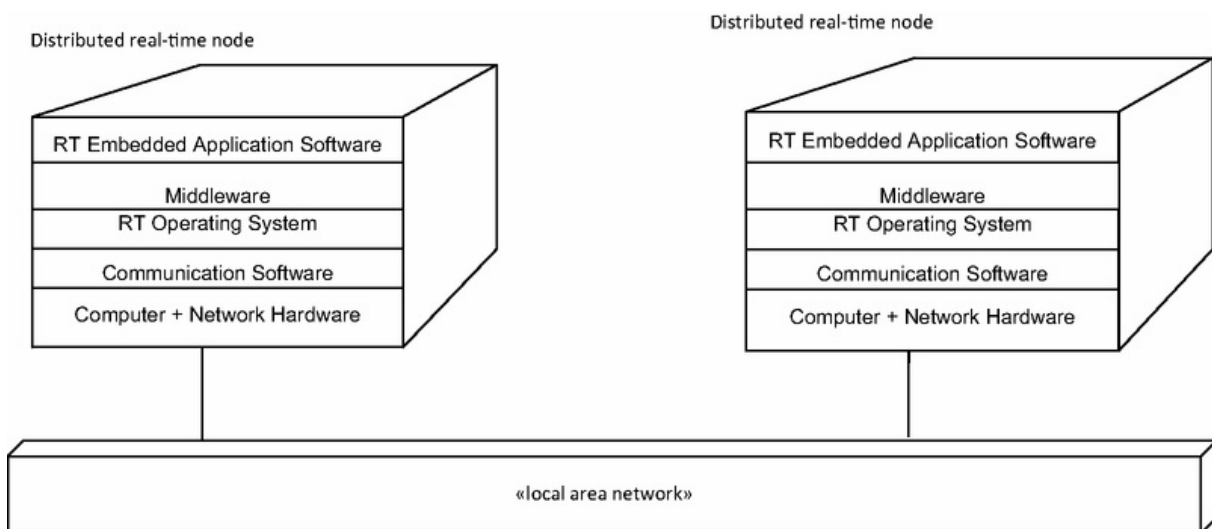 Distributed real-time node
RT Embedded Application Software
Middleware
RT Operating System
Communication Software
Computer + Network Hardware
Distributed real-time node
RT Embedded Application Software
Middleware
RT Operating System
Communication Software
Computer + Network Hardware
«local area network»